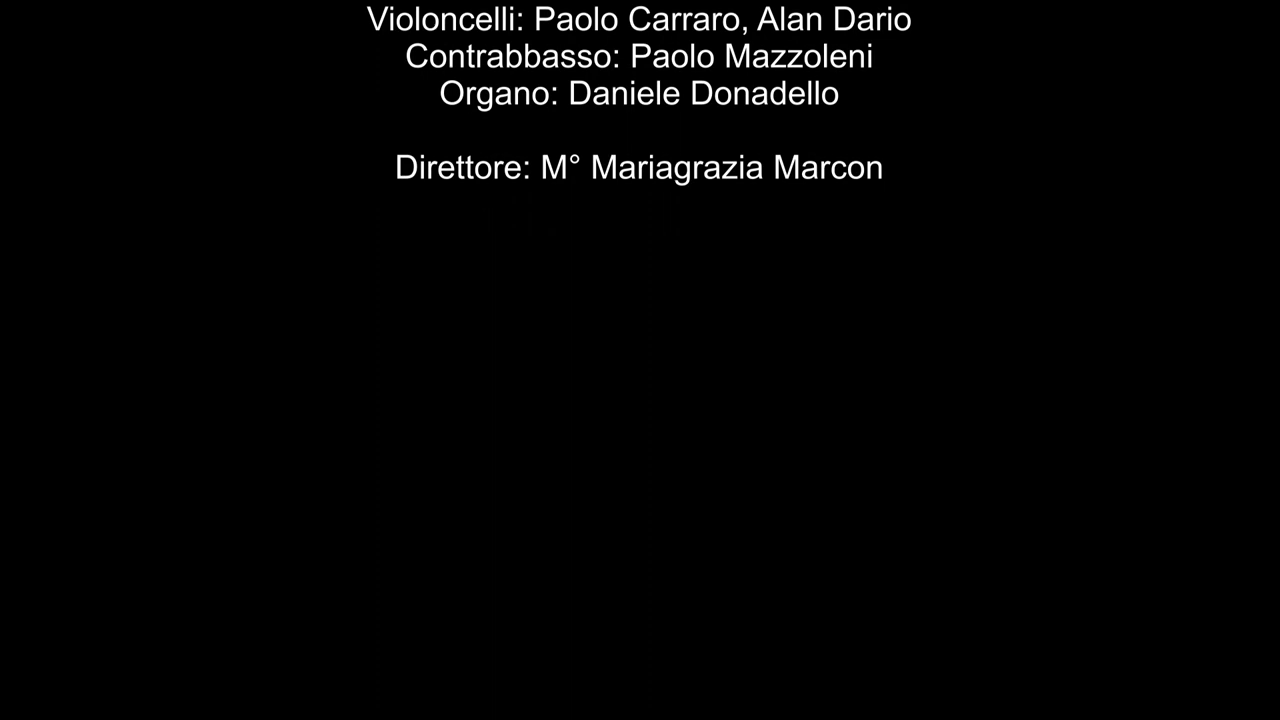 Violoncelli: Paolo Carraro, Alan Dario
Contrabbasso: Paolo Mazzoleni
Organo: Daniele Donadello
Direttore: M° Mariagrazia Marcon